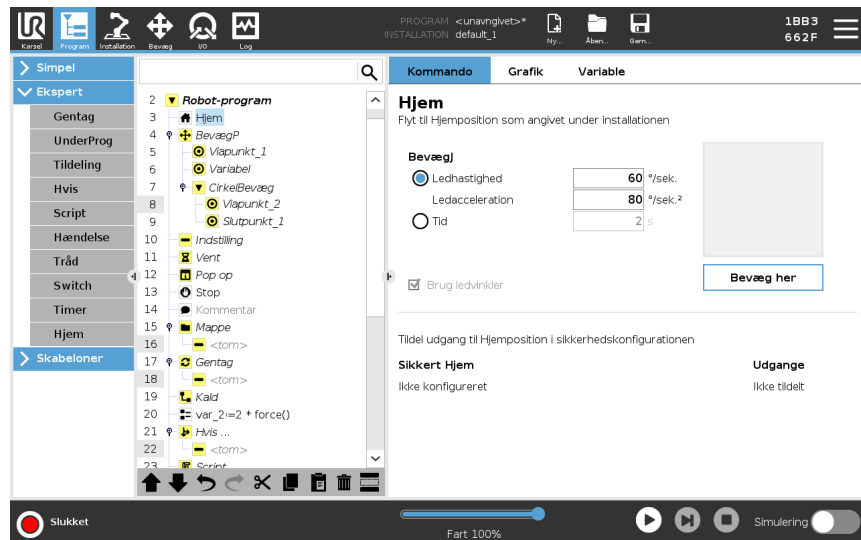 UR
PROGRAM <unavngivet>*
INSTALLATION default_1
1BB3
662F
Kørsel
Program
Installation
Bevæg
I/O
Log
Ny...
Åben...
Gem...
Simpel
Ekspert
Gentag
UnderProg
Tildeling
Hvis
Script
Hændelse
Tråd
Switch
Timer
Hjem
Skabeloner
2 Robot-program
3 Hjem
4 BevægP
5 Viapunkt_1
6 Variabel
7 CirkelBevæg
8 Viapunkt_2
9 Slutpunkt_1
10 Indstilling
11 Vent
12 Pop op
13 Stop
14 Kommentar
15 Mappe
16 <tom>
17 Gentag
18 <tom>
19 Kald
20 var_2≔2 * force()
21 Hvis ...
22 <tom>
23 Script
Kommando
Grafik
Variable
Hjem
Flyt til Hjemposition som angivet under installationen
BevægJ
Ledhastighed 60 °/sek.
Ledacceleration 80 °/sek.²
Tid 2 s
Bevæg her
Brug ledvinkler
Tildel udgang til Hjemposition i sikkerhedskonfigurationen
Sikkert Hjem Udgange
Ikke konfigureret Ikke tildelt
Slukket
Fart 100%
Simulering